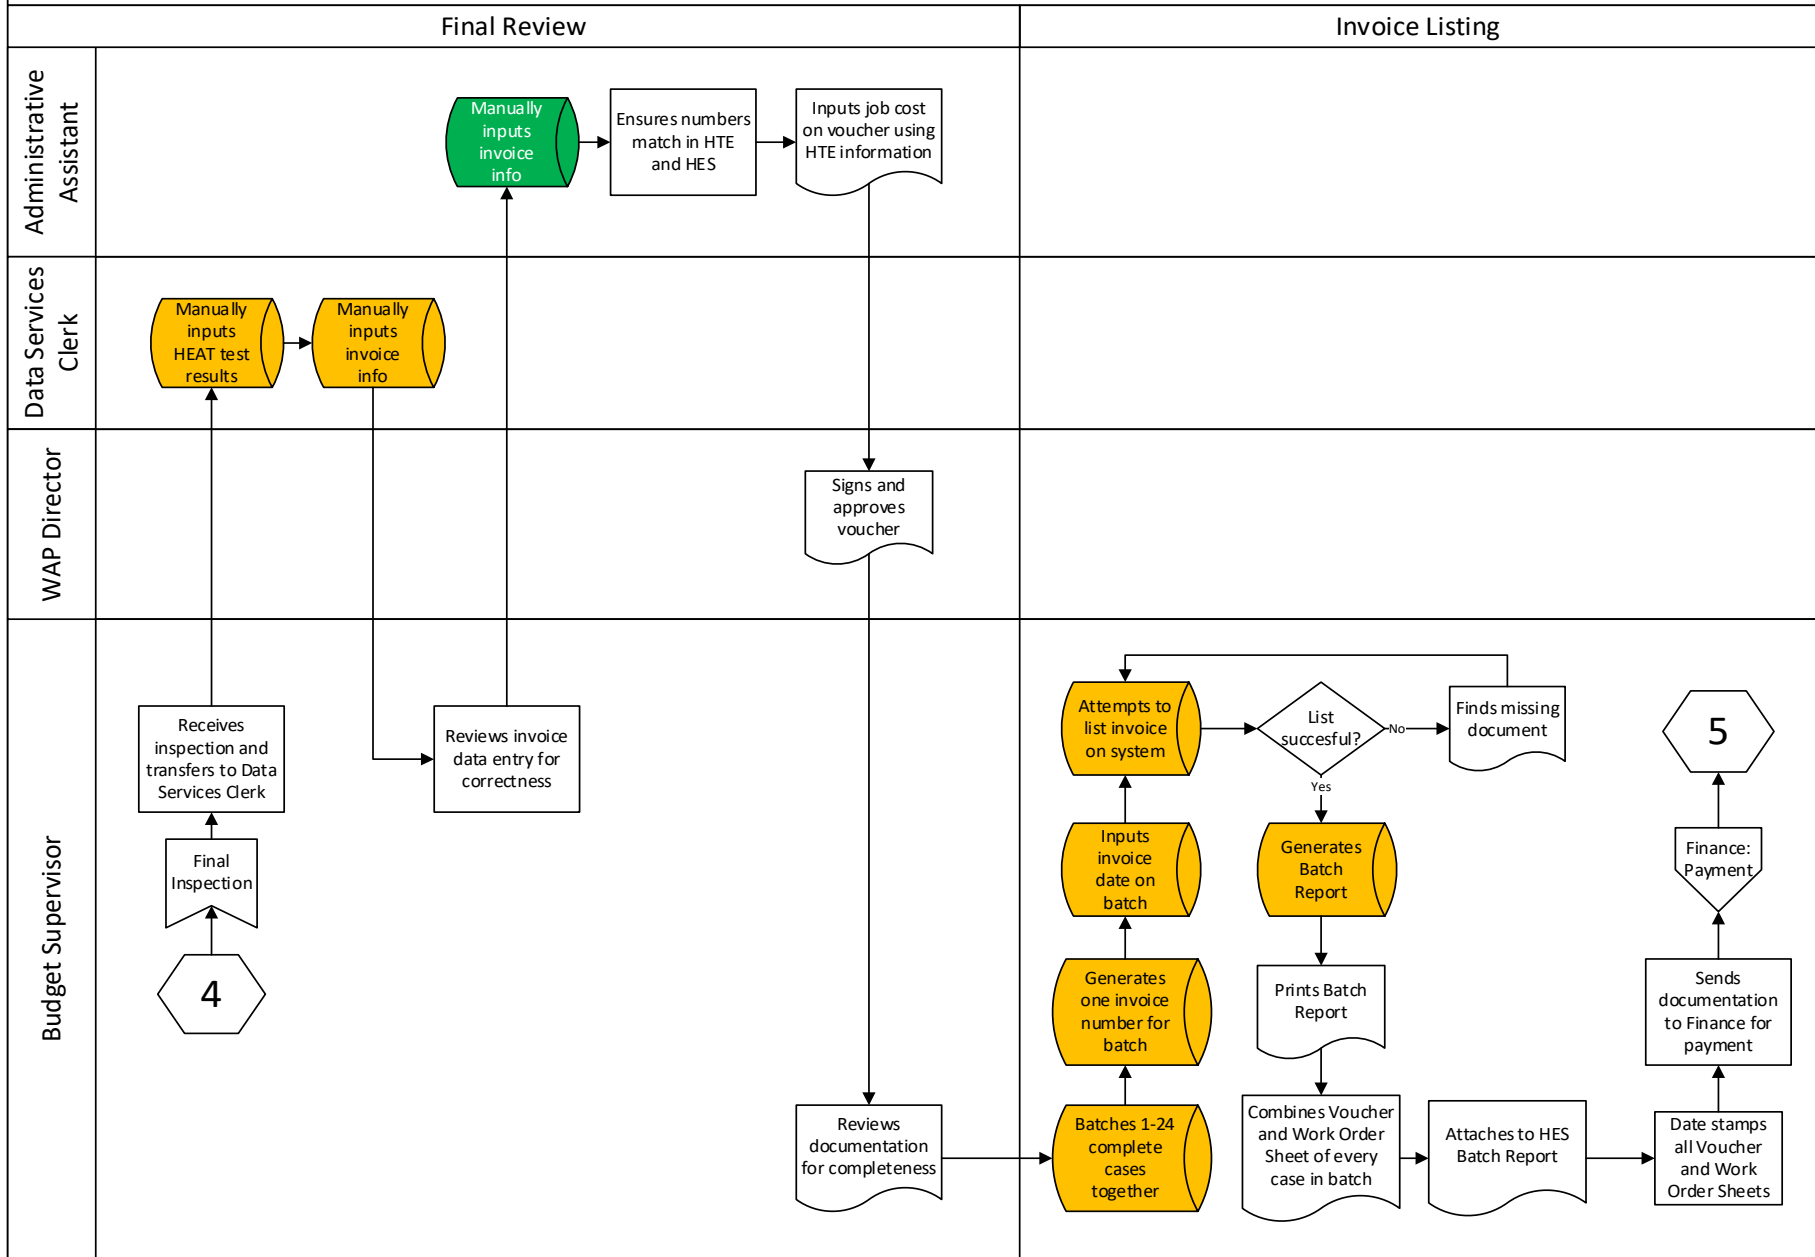 Final Review
Invoice Listing
Administrative
Assistant
Manually
inputs
invoice
info
Ensures numbers
match in HTE
and HES
Inputs job cost
on voucher using
HTE information
Data Services
Clerk
Manually
inputs
HEAT test
results
Manually
inputs
invoice
info
WAP Director
Signs and
approves
voucher
Budget Supervisor
Receives
inspection and
transfers to Data
Services Clerk
Final
Inspection
4
Reviews invoice
data entry for
correctness
Reviews
documentation
for completeness
Attempts to
list invoice
on system
Inputs
invoice
date on
batch
Generates
one invoice
number for
batch
Batches 1-24
complete
cases
together
List
succesful?
No
Yes
Finds missing
document
Generates
Batch
Report
Prints Batch
Report
Combines Voucher
and Work Order
Sheet of every
case in batch
Attaches to HES
Batch Report
5
Finance:
Payment
Sends
documentation
to Finance for
payment
Date stamps
all Voucher
and Work
Order Sheets